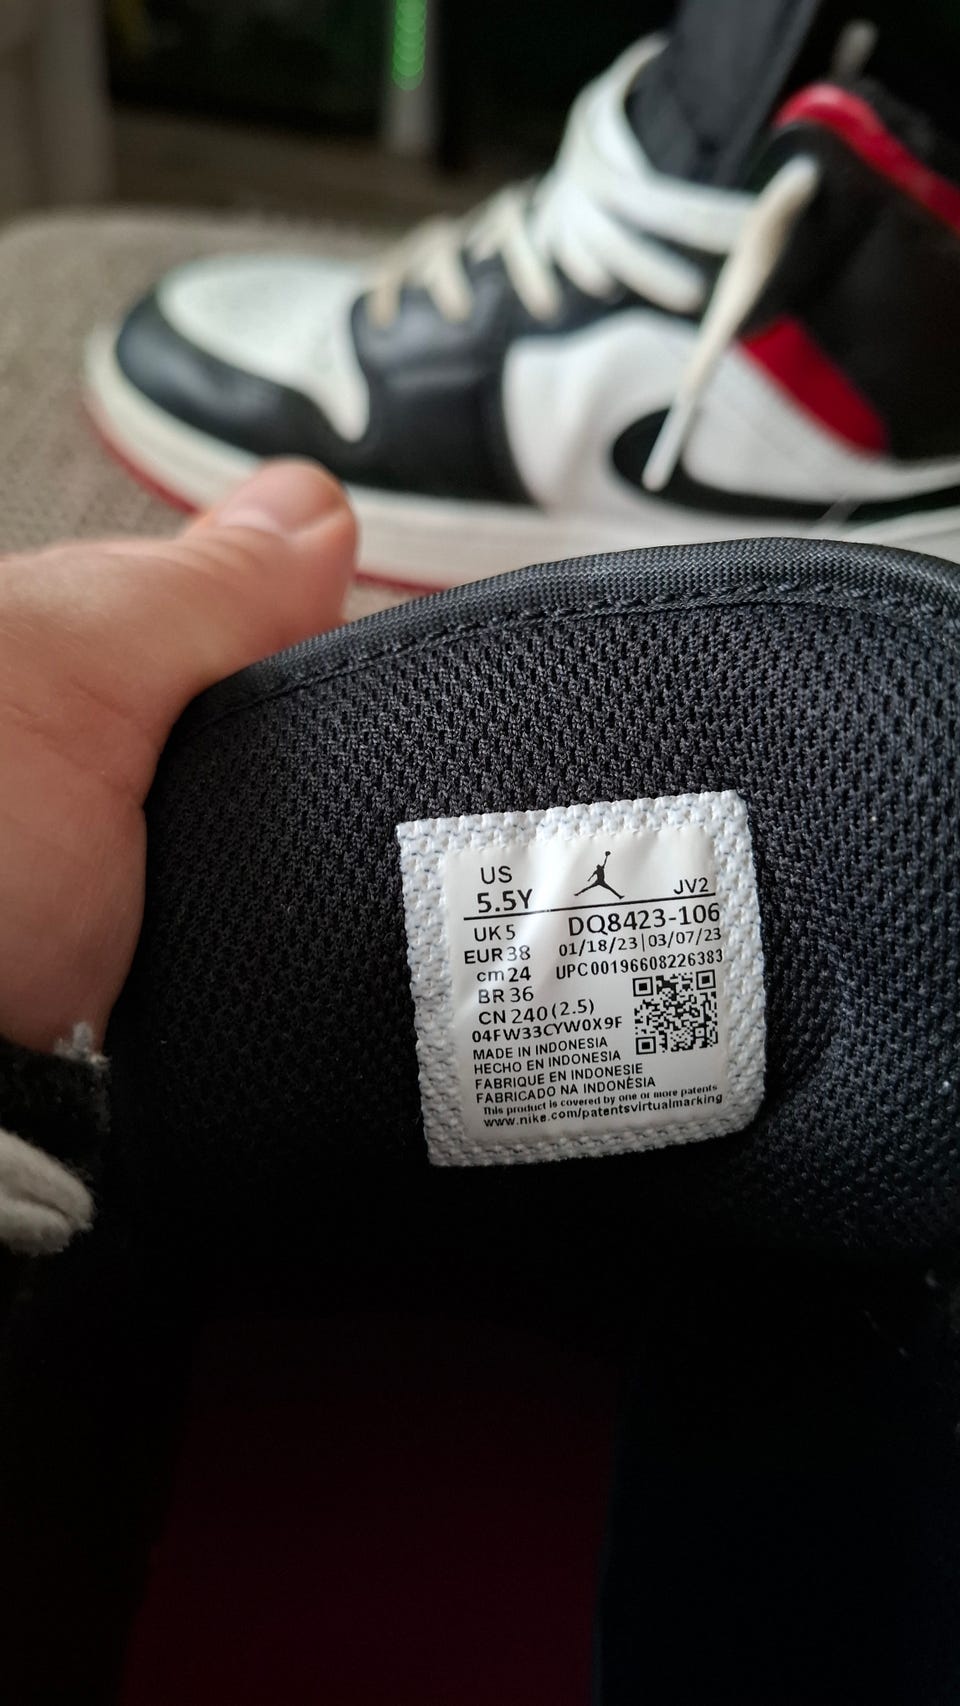 US
5.5Y
JV2
UK 5
DQ8423-106
EUR 38
01/18/23|03/07/23
cm 24
UPC 00196608226383
BR 36
CN 240 (2.5)
04FW33CYW0X9F
MADE IN INDONESIA
HECHO EN INDONESIA
FABRIQUE EN INDONESIE
FABRICADO NA INDONÉSIA
This product is covered by one or more patents
www.nike.com/patentsvirtualmarking